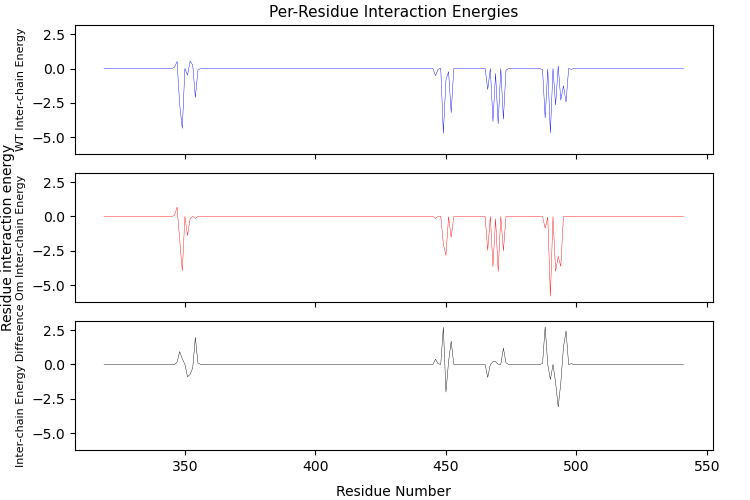 Per-Residue Interaction Energies
Residue interaction energy
WT Inter-chain Energy
2.5
0.0
−2.5
−5.0
Om Inter-chain Energy
2.5
0.0
−2.5
−5.0
Inter-chain Energy Difference
2.5
0.0
−2.5
−5.0
350
400
450
500
550
Residue Number